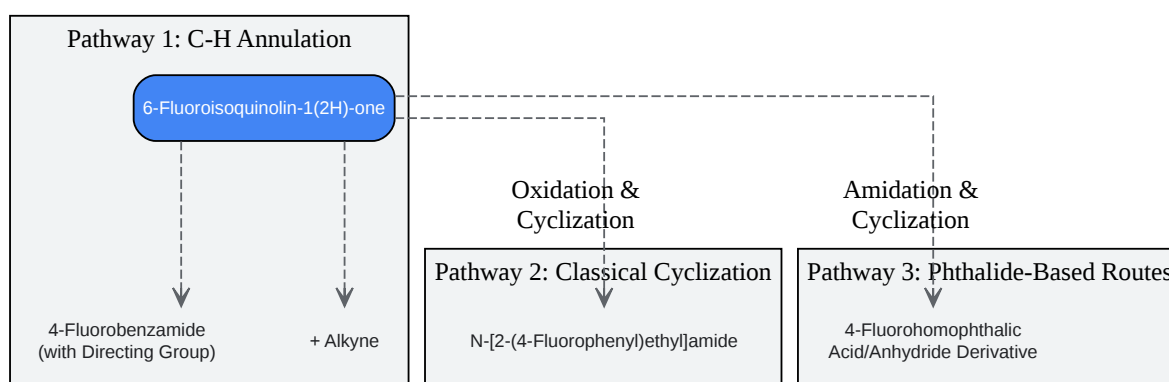 Pathway 1: C-H Annulation
6-Fluoroisoquinolin-1(2H)-one
Oxidation &
Cyclization
Amidation &
Cyclization
Pathway 2: Classical Cyclization
Pathway 3: Phthalide-Based Routes
4-Fluorobenzamide
(with Directing Group)
+ Alkyne
N-[2-(4-Fluorophenyl)ethyl]amide
4-Fluorohomophthalic
Acid/Anhydride Derivative